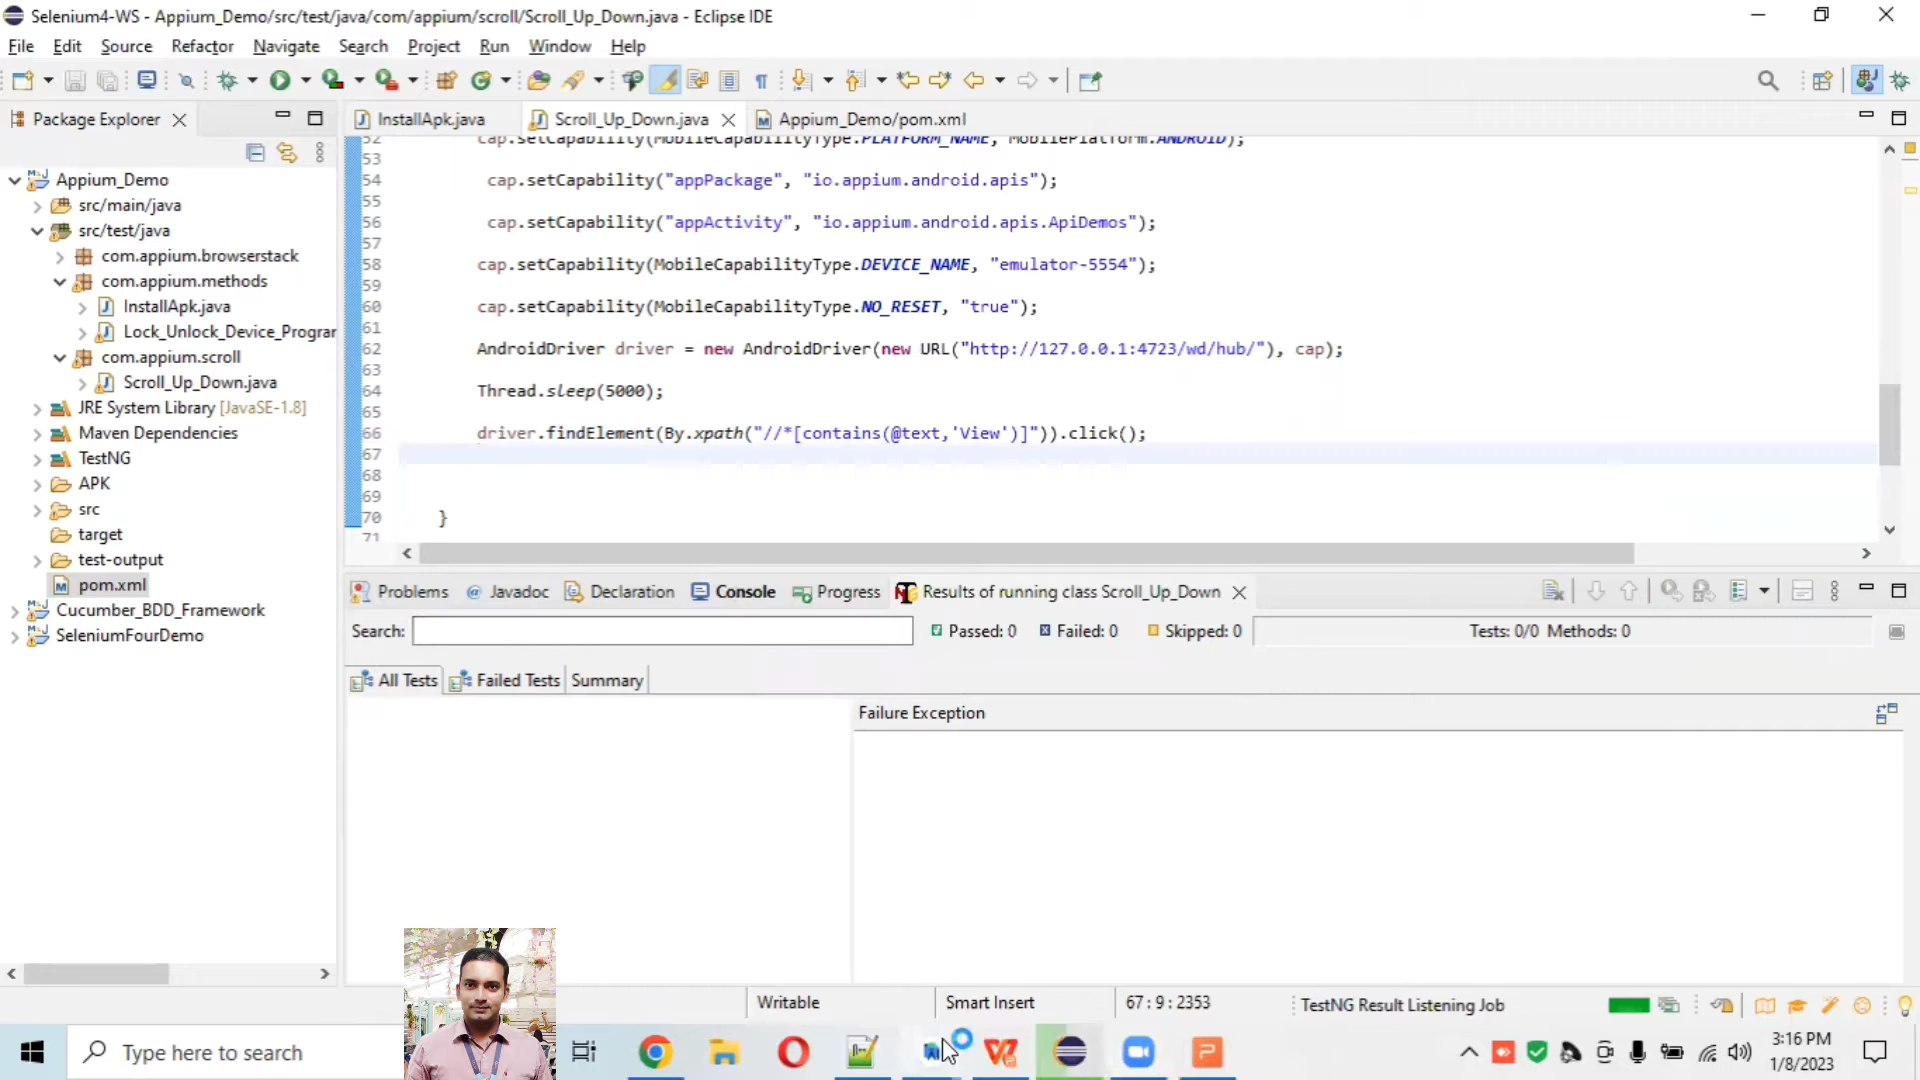 Selenium4-WS - Appium_Demo/src/test/java/com/appium/scroll/Scroll_Up_Down.java - Eclipse IDE
File Edit Source Refactor Navigate Search Project Run Window Help
Package Explorer
InstallApk.java Scroll_Up_Down.java Appium_Demo/pom.xml
Appium_Demo
src/main/java
src/test/java
com.appium.browserstack
com.appium.methods
InstallApk.java
Lock_Unlock_Device_Program
com.appium.scroll
Scroll_Up_Down.java
JRE System Library [JavaSE-1.8]
Maven Dependencies
TestNG
APK
src
target
test-output
pom.xml
Cucumber_BDD_Framework
SeleniumFourDemo
52 cap.setCapability(MobileCapabilityType.PLATFORM_NAME, MobilePlatform.ANDROID);
53
54 cap.setCapability("appPackage", "io.appium.android.apis");
55
56 cap.setCapability("appActivity", "io.appium.android.apis.ApiDemos");
57
58 cap.setCapability(MobileCapabilityType.DEVICE_NAME, "emulator-5554");
59
60 cap.setCapability(MobileCapabilityType.NO_RESET, "true");
61
62 AndroidDriver driver = new AndroidDriver(new URL("http://127.0.0.1:4723/wd/hub/"), cap);
63
64 Thread.sleep(5000);
65
66 driver.findElement(By.xpath("//*[contains(@text,'View')]")).click();
67
68
69
70 }
71
Problems @ Javadoc Declaration Console Progress Results of running class Scroll_Up_Down
Search: Passed: 0 Failed: 0 Skipped: 0 Tests: 0/0 Methods: 0
All Tests Failed Tests Summary
Failure Exception
Writable Smart Insert 67 : 9 : 2353 TestNG Result Listening Job
Type here to search
3:16 PM
1/8/2023